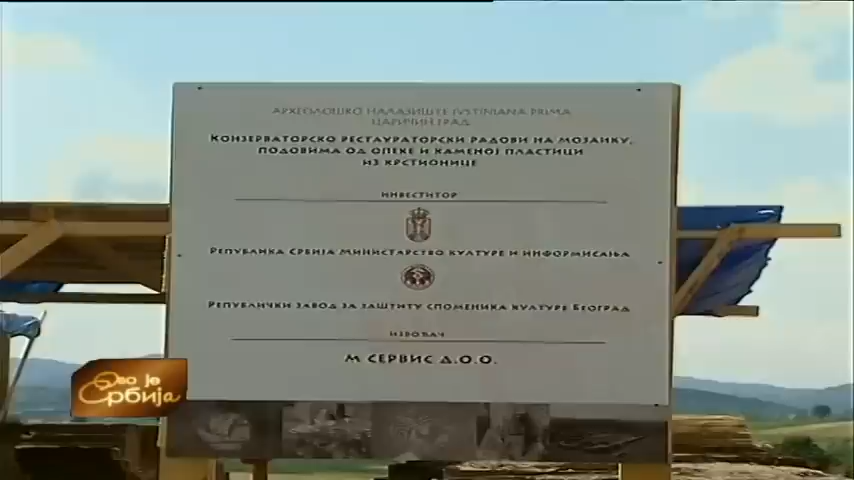 АРХЕОЛОШКО НАЛАЗИШТЕ IVSTINIANA PRIMA
ЦАРИЧИН ГРАД
КОНЗЕРВАТОРСКО РЕСТАУРАТОРСКИ РАДОВИ НА МОЗАИКУ,
ПОДОВИМА ОД ОПЕКЕ И КАМЕНОЈ ПЛАСТИЦИ
ИЗ КРСТИОНИЦЕ
ИНВЕСТИТОР
РЕПУБЛИКА СРБИЈА МИНИСТАРСТВО КУЛТУРЕ И ИНФОРМИСАЊА
РЕПУБЛИЧКИ ЗАВОД ЗА ЗАШТИТУ СПОМЕНИКА КУЛТУРЕ БЕОГРАД
ИЗВОЂАЧ
М СЕРВИС Д.О.О.
Ово је
Србија